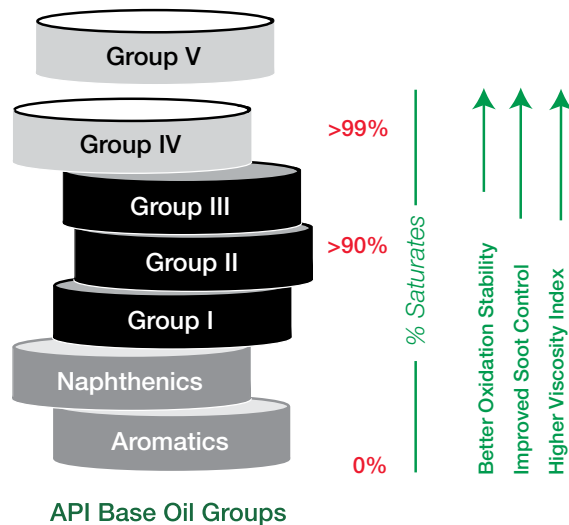 Group V
Group IV
Group III
Group II
Group I
Naphthenics
Aromatics
>99%
>90%
0%
% Saturates
Better Oxidation Stability
Improved Soot Control
Higher Viscosity Index
API Base Oil Groups